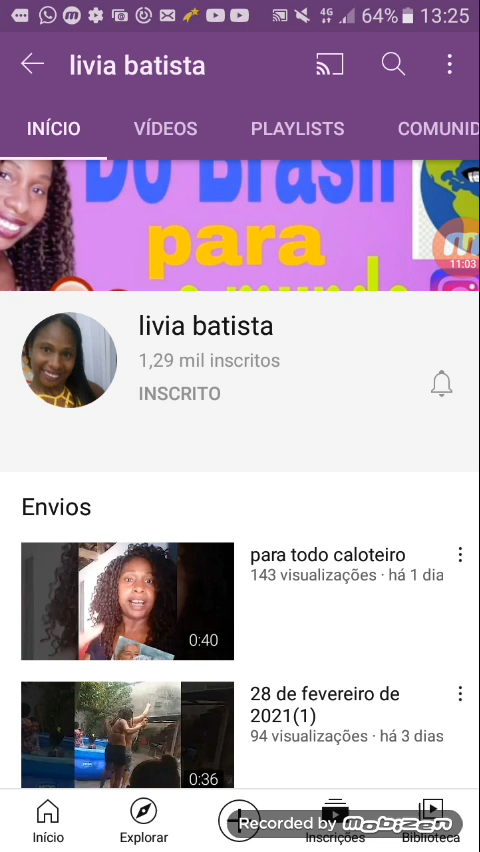 4G 64% 13:25
livia batista
INÍCIO VÍDEOS PLAYLISTS COMUNID
Do Brasil
para
o mundo
11:03
livia batista
1,29 mil inscritos
INSCRITO
Envios
para todo caloteiro
143 visualizações · há 1 dia
0:40
28 de fevereiro de
2021(1)
94 visualizações · há 3 dias
0:36
Recorded by mobizen
Início Explorar Inscrições Biblioteca